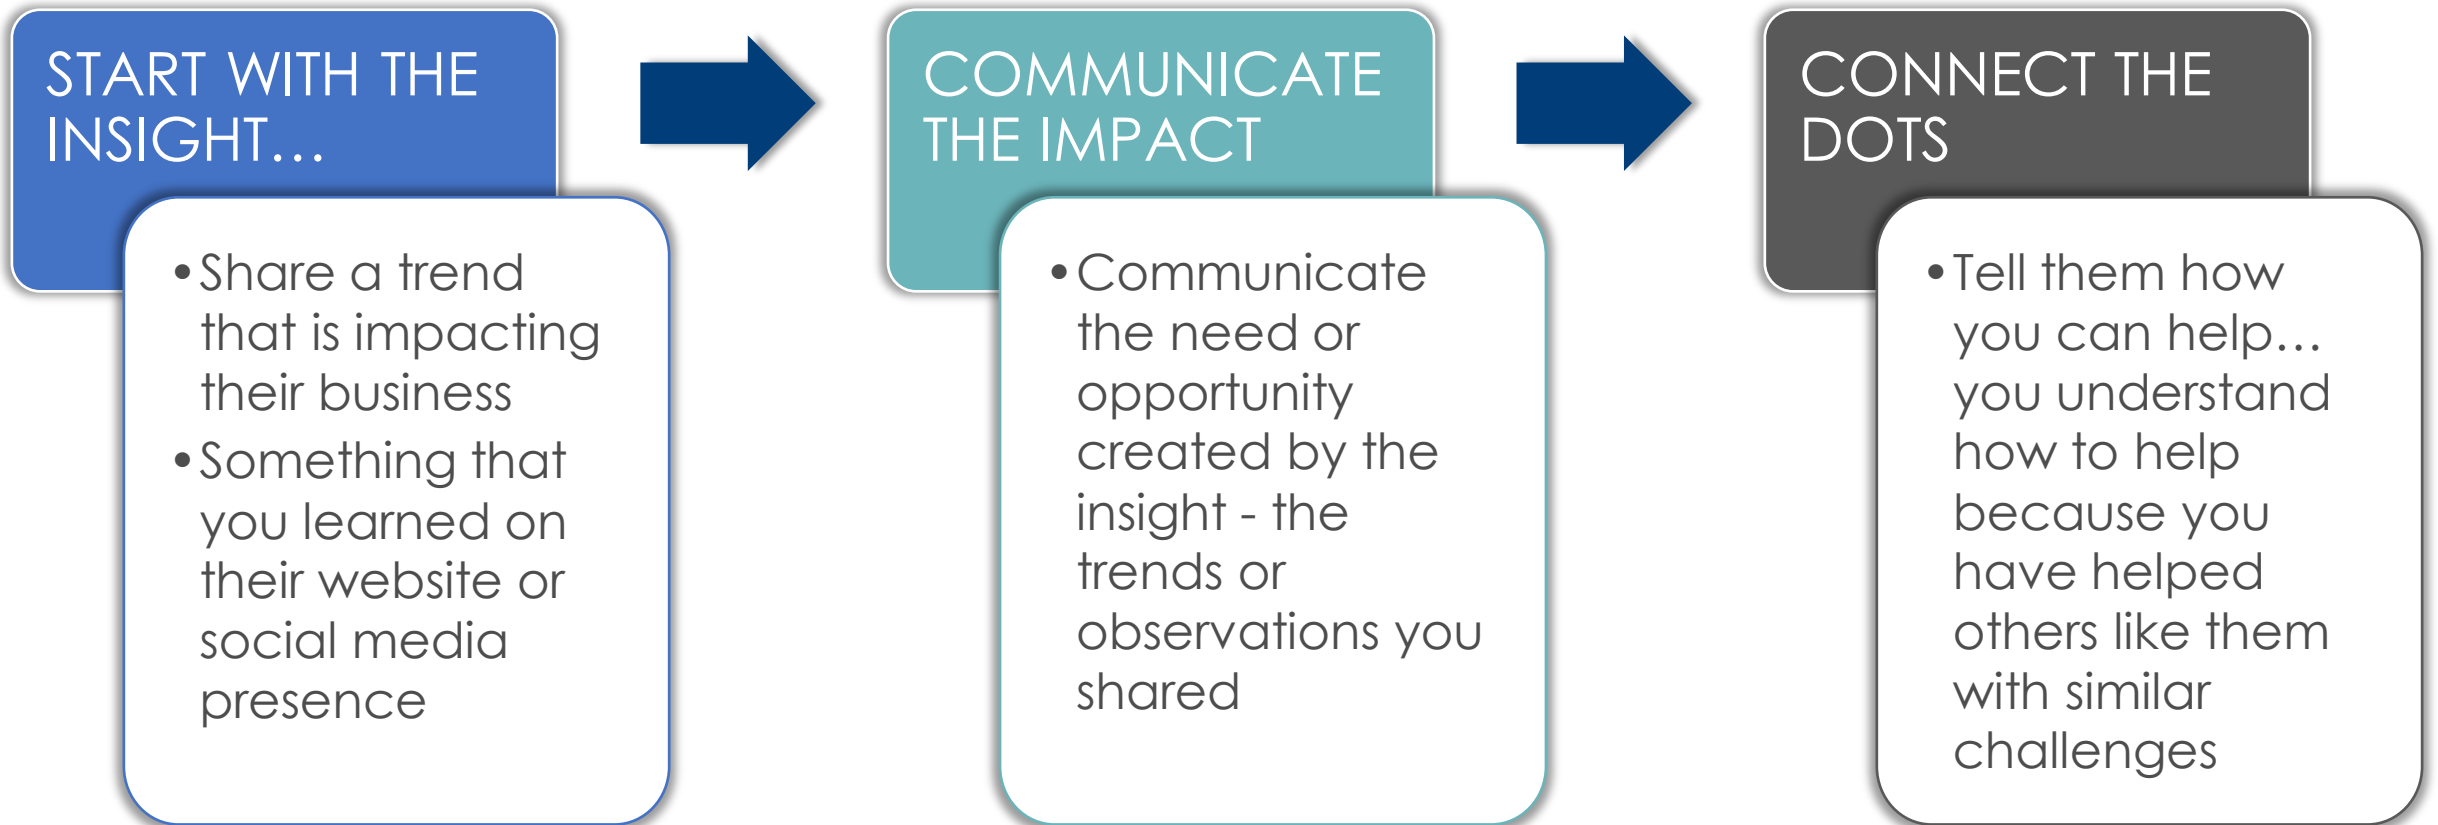 START WITH THE
INSIGHT…
•Share a trend
that is impacting
their business
•Something that
you learned on
their website or
social media
presence
COMMUNICATE
THE IMPACT
•Communicate
the need or
opportunity
created by the
insight - the
trends or
observations you
shared
CONNECT THE
DOTS
•Tell them how
you can help…
you understand
how to help
because you
have helped
others like them
with similar
challenges